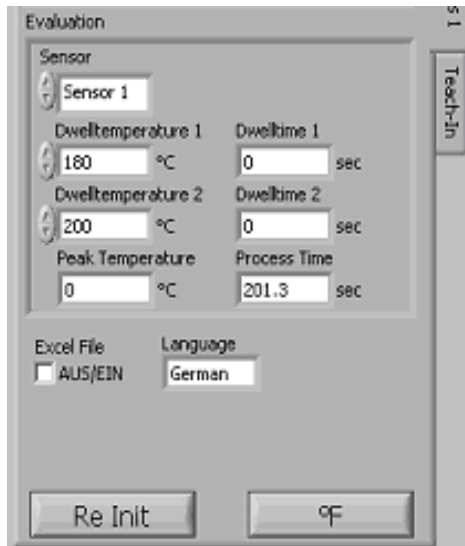 Evaluation
Sensor
Sensor 1
Dwelltemperature 1 Dwelltime 1
180 °C 0 sec
Dwelltemperature 2 Dwelltime 2
200 °C 0 sec
Peak Temperature Process Time
0 °C 201.3 sec
Excel File Language
AUS/EIN German
Re Init °F
s 1
Teach-In